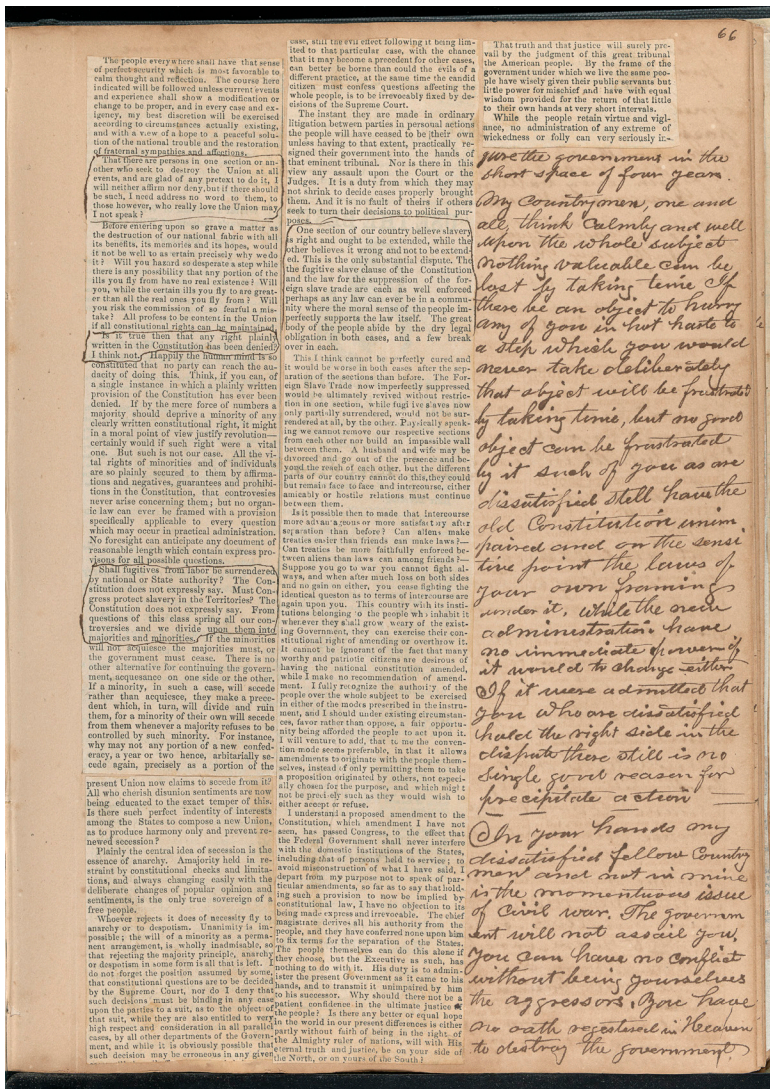 66
The people everywhere shall have that sense
of perfect security which is most favorable to
calm thought and reflection. The course here
indicated will be followed unless current events
and experience shall show a modification or
change to be proper, and in every case and ex-
igency, my best discretion will be exercised
according to circumstances actually existing,
and with a view of a hope to a peaceful solu-
tion of the national trouble and the restoration
of fraternal sympathies and affections.
That there are persons in one section or an-
other who seek to destroy the Union at all
events, and are glad of any pretext to do it, I
will neither affirm nor deny, but if there should
be such, I need address no word to them, to
those however, who really love the Union may
I not speak?
Before entering upon so grave a matter as
the destruction of our national fabric with all
its benefits, its memories and its hopes, would
it not be well to as certain precisely why we do
it? Will you hazard so desperate a step while
there is any possibility that any portion of the
ills you fly from have no real existence? Will
you, while the certain ills you fly to are great-
er than all the real ones you fly from? Will
you risk the commission of so fearful a mis-
take? All profess to be content in the Union
if all constitutional rights can be maintained.
Is it true then that any right plainly
written in the Constitution has been denied?
I think not. Happily the human mind is so
constituted that no party can reach the au-
dacity of doing this. Think, if you can, of
a single instance in which a plainly written
provision of the Constitution has ever been
denied. If by the mere force of numbers a
majority should deprive a minority of any
clearly written constitutional right, it might
in a moral point of view justify revolution—
certainly would if such right were a vital
one. But such is not our case. All the vi-
tal rights of minorities and of individuals
are so plainly secured to them by affirma-
tions and negatives, guarantees and prohibi-
tions in the Constitution, that controvesies
never arise concerning them; but no organ-
ic law can ever be framed with a provision
specifically applicable to every question
which may occur in practical administration.
No foresight can anticipate any document of
reasonable length which contain express pro-
visons for all possible questions.
Shall fugitives from labor be surrendered
by national or State authority? The Con-
stitution does not expressly say. Must Con-
gress protect slavery in the Territories? The
Constitution does not expressly say. From
questions of this class spring all our con-
troversies and we divide upon them into
majorities and minorities. If the minorities
will not acquiesce the majorities must, or
the government must cease. There is no
other alternative for continuing the govern-
ment, acquesance on one side or the other.
If a minority, in such a case, will secede
rather than acquiesce, they make a prece-
dent which, in turn, will divide and ruin
them, for a minority of their own will secede
from them whenever a majority refuses to be
controlled by such minority. For instance,
why may not any portion of a new confed-
eracy, a year or two hence, arbitarially se-
cede again, precisely as a portion of the
present Union now claims to secede from it?
All who cherish disunion sentiments are now
being educated to the exact temper of this.
Is there such perfect indentity of interests
among the States to compose a new Union,
as to produce harmony only and prevent re-
newed secession?
Plainly the central idea of secession is the
essence of anarchy. Amajority held in re-
straint by constitutional checks and limita-
tions, and always changing easily with the
deliberate changes of popular opinion and
sentiments, is the only true sovereign of a
free people.
Whoever rejects it does of necessity fly to
anarchy or to despotism. Unanimity is im-
possible; the will of a minority as a perma-
nent arrangement, is wholly indmisable, so
that rejecting the majority principle, anarchy
or despotism in some form is all that is left. I
do not forget the position assumed by some,
that constitutional questions are to be decided
by the Supreme Court, nor do I deny that
such decisions must be binding in any case
upon the parties to a suit, as to the object of
that suit, while they are also entitled to very
high respect and consideration in all parallel
cases, by all other departments of the Govern-
ment, and while it is obviously possible that
such decision may be erroneous in any given
case, still the evil effect following it being lim-
ited to that particular case, with the chance
that it may become a precedent for other cases,
can better be borne than could the evils of a
different practice, at the same time the candid
citizen must confess questions affecting the
whole people, is to be irrevocably fixed by de-
cisions of the Supreme Court.
The instant they are made in ordinary
litigation between parties in personal actions
the people will have ceased to be their own
unless having to that extent, practically re-
signed their government into the hands of
that eminent tribunal. Nor is there in this
view any assault upon the Court or the
Judges. It is a duty from which they may
not shrink to decide cases properly brought
them. And it is no fault of theirs if others
seek to turn their decisions to political pur-
poses.
One section of our country believe slavery
is right and ought to be extended, while the
other believes it wrong and not to be extend-
ed. This is the only substantial dispute. The
fugitive slave clause of the Constitution
and the law for the suppression of the for-
eign slave trade are each as well enforced
perhaps as any law can ever be in a commu-
nity where the moral sense of the people im-
perfectly supports the law itself. The great
body of the people abide by the dry legal
obligation in both cases, and a few break
over in each.
This I think cannot be perfectly cured and
it would be worse in both cases after the sep-
aration of the sections than before. The For-
eign Slave Trade now imperfectly suppressed
would be ultimately revived without restric-
tion in one section, while fugitive slaves now
only partially surrendered, would not be sur-
rendered at all, by the other. Physically speak-
ing we cannot remove our respective sections
from each other nor build an impassible wall
between them. A husband and wife may be
divorced and go out of the presence and be-
yond the reach of each other, but the different
parts of our country cannot do this, they could
but remain face to face and intercourse, either
amicably or hostile relations must continue
between them.
Is it possible then to made that intercourse
more advantageous or more satisfactory after
separation than before? Can aliens make
treaties easier than friends can make laws?—
Can treaties be more faithfully enforced be-
tween aliens than laws can among friends?—
Suppose you go to war you cannot fight al-
ways, and when after much loss on both sides
and no gain on either, you cease fighting the
identical queston as to terms of intercourse are
again upon you. This country with its insti-
tutions belonging to the people who inhabit it
wherever they shall grow weary of the exist-
ing Government, they can exercise their con-
stitutional right of amending or overthow it.
It cannot be ignorant of the fact that many
worthy and patriotic citizens are desirous of
having the national constitution amended,
while I make no recommendation of amend-
ment. I fully recognize the authority of the
people over the whole subject to be exercised
in either of the modes prescribed in the instru-
ment, and I should under existing circumstan-
ces, favor rather than oppose, a fair opportu-
nity being afforded the people to act upon it.
I will venture to add, that to me the conven-
tion mode seems preferable, in that it allows
amendments to originate with the people them-
selves, instead of only permitting them to take
a proposition originated by others, not especi-
ally chosen for the purpose, and which might
not be precisely such as they would wish to
either accept or refuse.
I understand a proposed amendment to the
Constitution, which amendment I have not
seen, has passed Congress, to the effect that
the Federal Government shall never interfere
with the domestic institutions of the States,
including that of persons held to service; to
avoid misconstruction of what I have said, I
depart from my purpose not to speak of par-
ticular amendments, so far as to say that hold-
ing such a provision to now be implied by
constitutional law, I have no objection to its
being made express and irrevocable. The chief
magistrate derives all his authority from the
people, and they have conferred none upon him
to fix terms for the separation of the States.
The people themselves can do this alone if
they choose, but the Executive as such, has
nothing to do with it. His duty is to admin-
ister the present Government as it came to his
hands, and to transmit it unimpaired by him
to his successor. Why should there not be a
patient confidence in the ultimate justice of
the people? Is there any better or equal hope
in the world in our present differences is either
partly without faith of being in the right, of
the Almighty ruler of nations, will with His
eternal truth and justice, be on your side of
the North, or on yours of the South?
That truth and that justice will surely pre-
vail by the judgment of this great tribunal
the American people. By the frame of the
government under which we live the same peo-
ple have wisely given their public servants but
little power for mischief and have with equal
wisdom provided for the return of that little
to their own hands at very short intervals.
While the people retain virtue and vigi-
ance, no administration of any extreme of
wickedness or folly can very seriously in-
jure the government in the
short space of four years.
My Countrymen, one and
all, think Calmly and well
upon the whole subject
nothing valuable can be
lost by taking time If
there be an object to hurry
any of you in hot haste to
a step which you would
never take deliberately
that object will be frustrated
by taking time, but no good
object can be frustrated
by it such of you as are
dissatisfied still have the
old Constitution unim
paired and on the sensi
tive point the laws of
your own framing
under it, while the new
administration have
no immediate power if
it would to change either
If it were admitted that
you who are dissatisfied
hold the right side in the
dispute there still is no
single good reason for
precipitate action
In your hands my
dissatisfied fellow Country
men and not in mine
is the momentuous issue
of Civil war. The governm
ent will not assail you,
you can have no conflict
without being yourselves
the aggressors. You have
no oath registered in Heaven
to destroy the government,